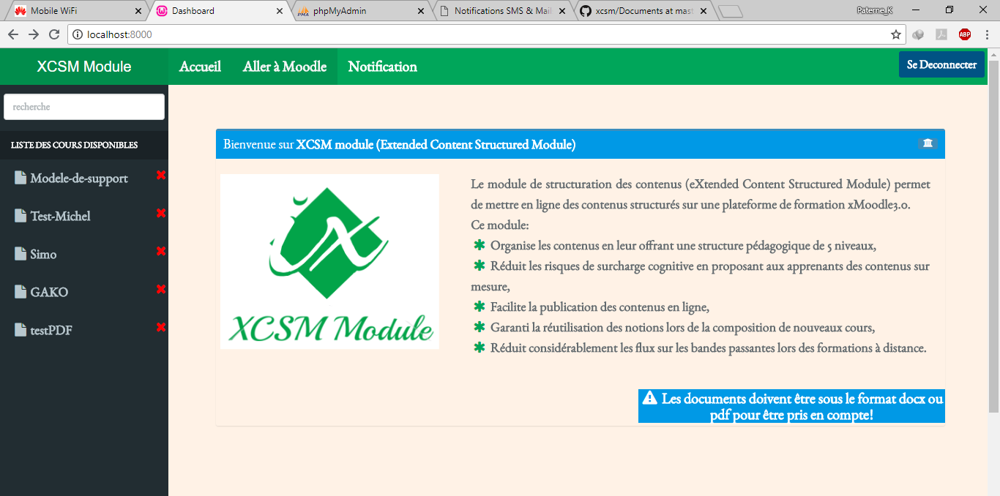 Mobile WiFi
Dashboard
phpMyAdmin
Notifications SMS & Mail
xcsm/Documents at mast
Paterne_K
localhost:8000
ABP
XCSM Module
Accueil
Aller à Moodle
Notification
Se Deconnecter
recherche
LISTE DES COURS DISPONIBLES
Modele-de-support
Test-Michel
Simo
GAKO
testPDF
Bienvenue sur XCSM module (Extended Content Structured Module)
XCSM Module
Le module de structuration des contenus (eXtended Content Structured Module) permet
de mettre en ligne des contenus structurés sur une plateforme de formation xMoodle3.0.
Ce module:
Organise les contenus en leur offrant une structure pédagogique de 5 niveaux,
Réduit les risques de surcharge cognitive en proposant aux apprenants des contenus sur
mesure,
Facilite la publication des contenus en ligne,
Garanti la réutilisation des notions lors de la composition de nouveaux cours,
Réduit considérablement les flux sur les bandes passantes lors des formations à distance.
Les documents doivent être sous le format docx ou
pdf pour être pris en compte!